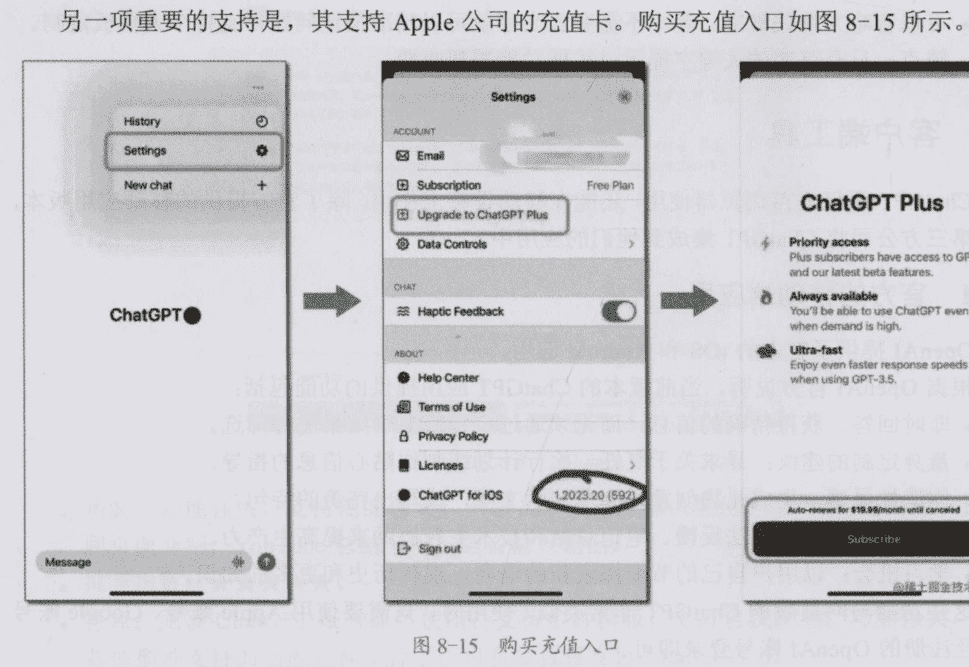 另一项重要的支持是，其支持 Apple 公司的充值卡。购买充值入口如图 8-15 所示。
History
Settings
New chat
ChatGPT
Message
Settings
ACCOUNT
Email
Subscription Free Plan
Upgrade to ChatGPT Plus
Data Controls
CHAT
Haptic Feedback
ABOUT
Help Center
Terms of Use
Privacy Policy
Licenses
ChatGPT for iOS 1.2023.20 (592)
Sign out
ChatGPT Plus
Priority access
Plus subscribers have access to GP
and our latest beta features.
Always available
You'll be able to use ChatGPT even
when demand is high.
Ultra-fast
Enjoy even faster response speeds
when using GPT-3.5.
Auto-renews for $19.99/month until canceled
Subscribe
@稀土掘金技术
图 8-15 购买充值入口